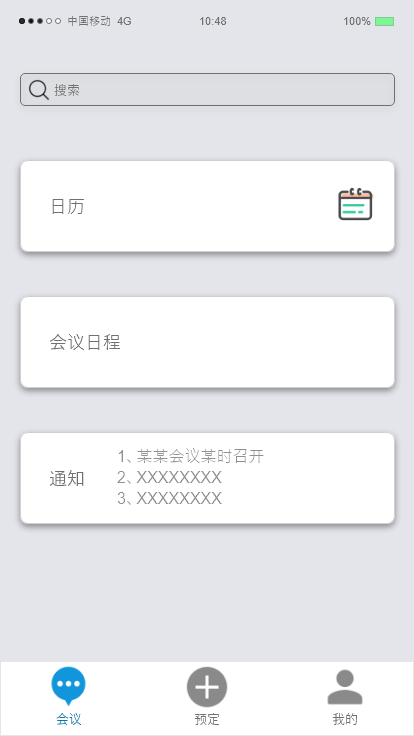 中国移动 4G 10:48 100%
搜索
日历
会议日程
通知
1、某某会议某时召开
2、XXXXXXXX
3、XXXXXXXX
会议 预定 我的